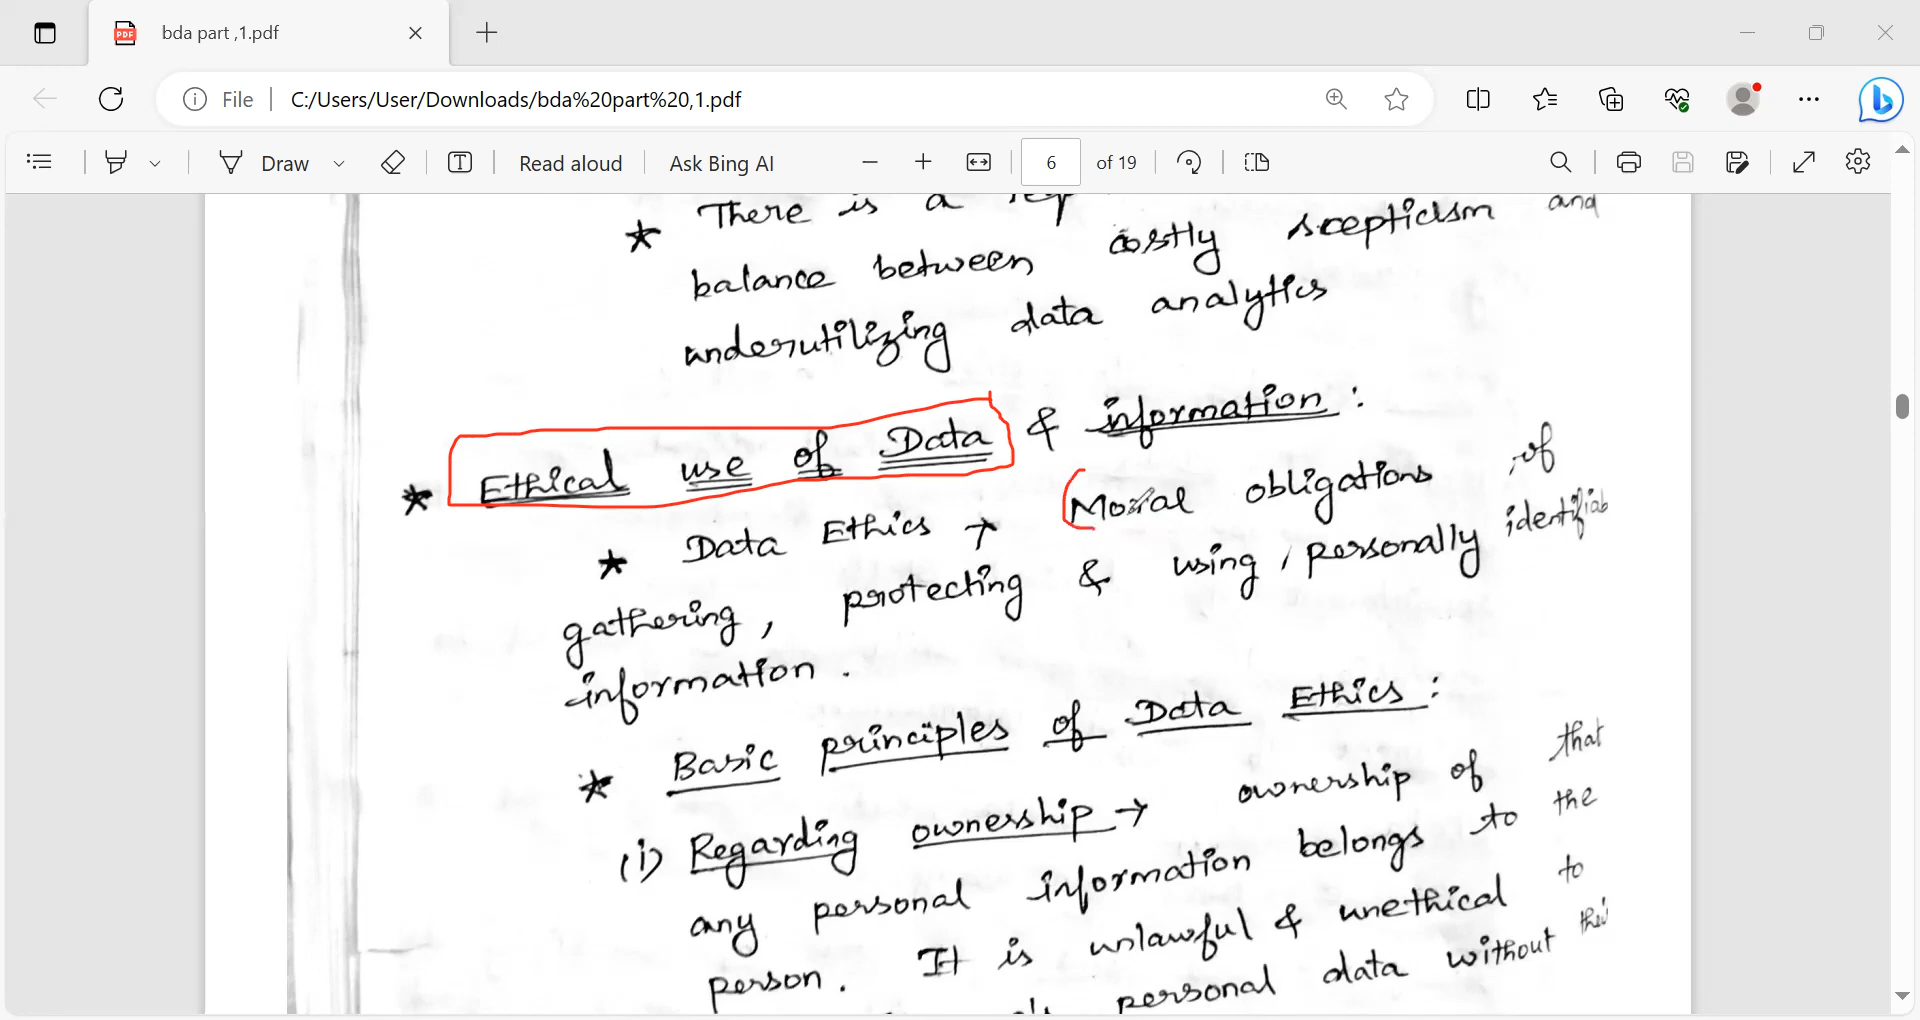 bda part ,1.pdf
File
C:/Users/User/Downloads/bda%20part%20,1.pdf
Draw
Read aloud
Ask Bing AI
6 of 19
There is a
balance between costly scepticism and
underutilizing data analytics
Ethical use of Data & information :
Data Ethics → Moral obligations of
gathering, protecting & using, personally identifiab
information.
Basic principles of Data Ethics :
(i) Regarding ownership → ownership of that
any personal information belongs to the
person. It is unlawful & unethical to
personal data without